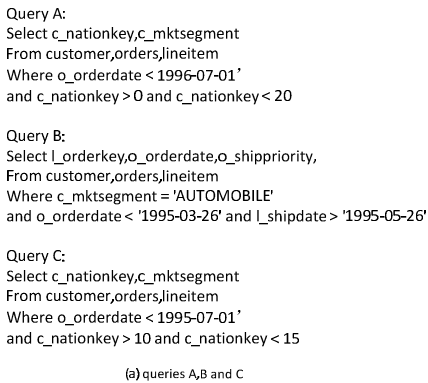 Query A:
Select c_nationkey,c_mktsegment
From customer,orders,lineitem
Where o_orderdate < 1996-07-01’
and c_nationkey > 0 and c_nationkey < 20
Query B:
Select l_orderkey,o_orderdate,o_shippriority,
From customer,orders,lineitem
Where c_mktsegment = 'AUTOMOBILE'
and o_orderdate < '1995-03-26' and l_shipdate > '1995-05-26'
Query C:
Select c_nationkey,c_mktsegment
From customer,orders,lineitem
Where o_orderdate < 1995-07-01’
and c_nationkey > 10 and c_nationkey < 15
(a) queries A,B and C